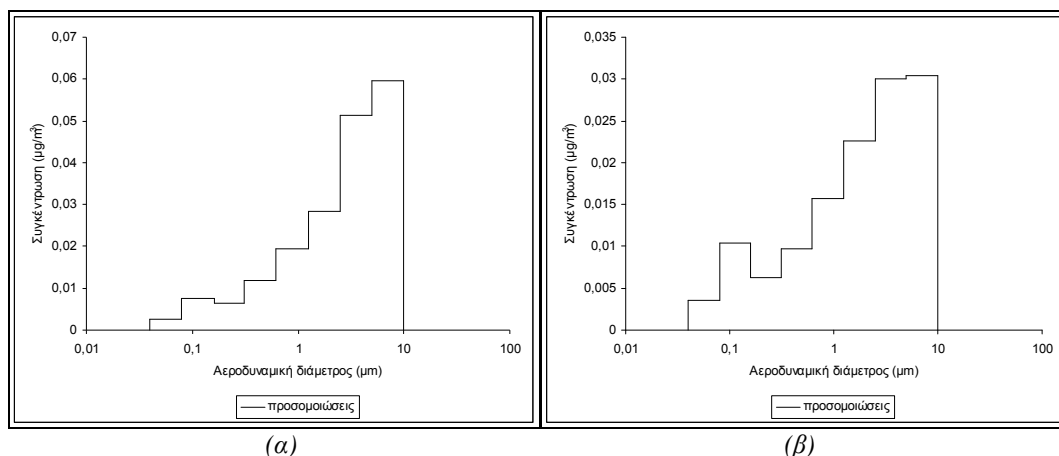 0,07
0,06
0,05
0,04
0,03
0,02
0,01
0
Συγκέντρωση (μg/m³)
0,01 0,1 1 10 100
Αεροδυναμική διάμετρος (μm)
προσομοιώσεις
(α)
0,035
0,03
0,025
0,02
0,015
0,01
0,005
0
Συγκέντρωση (μg/m³)
0,01 0,1 1 10 100
Αεροδυναμική διάμετρος (μm)
προσομοιώσεις
(β)